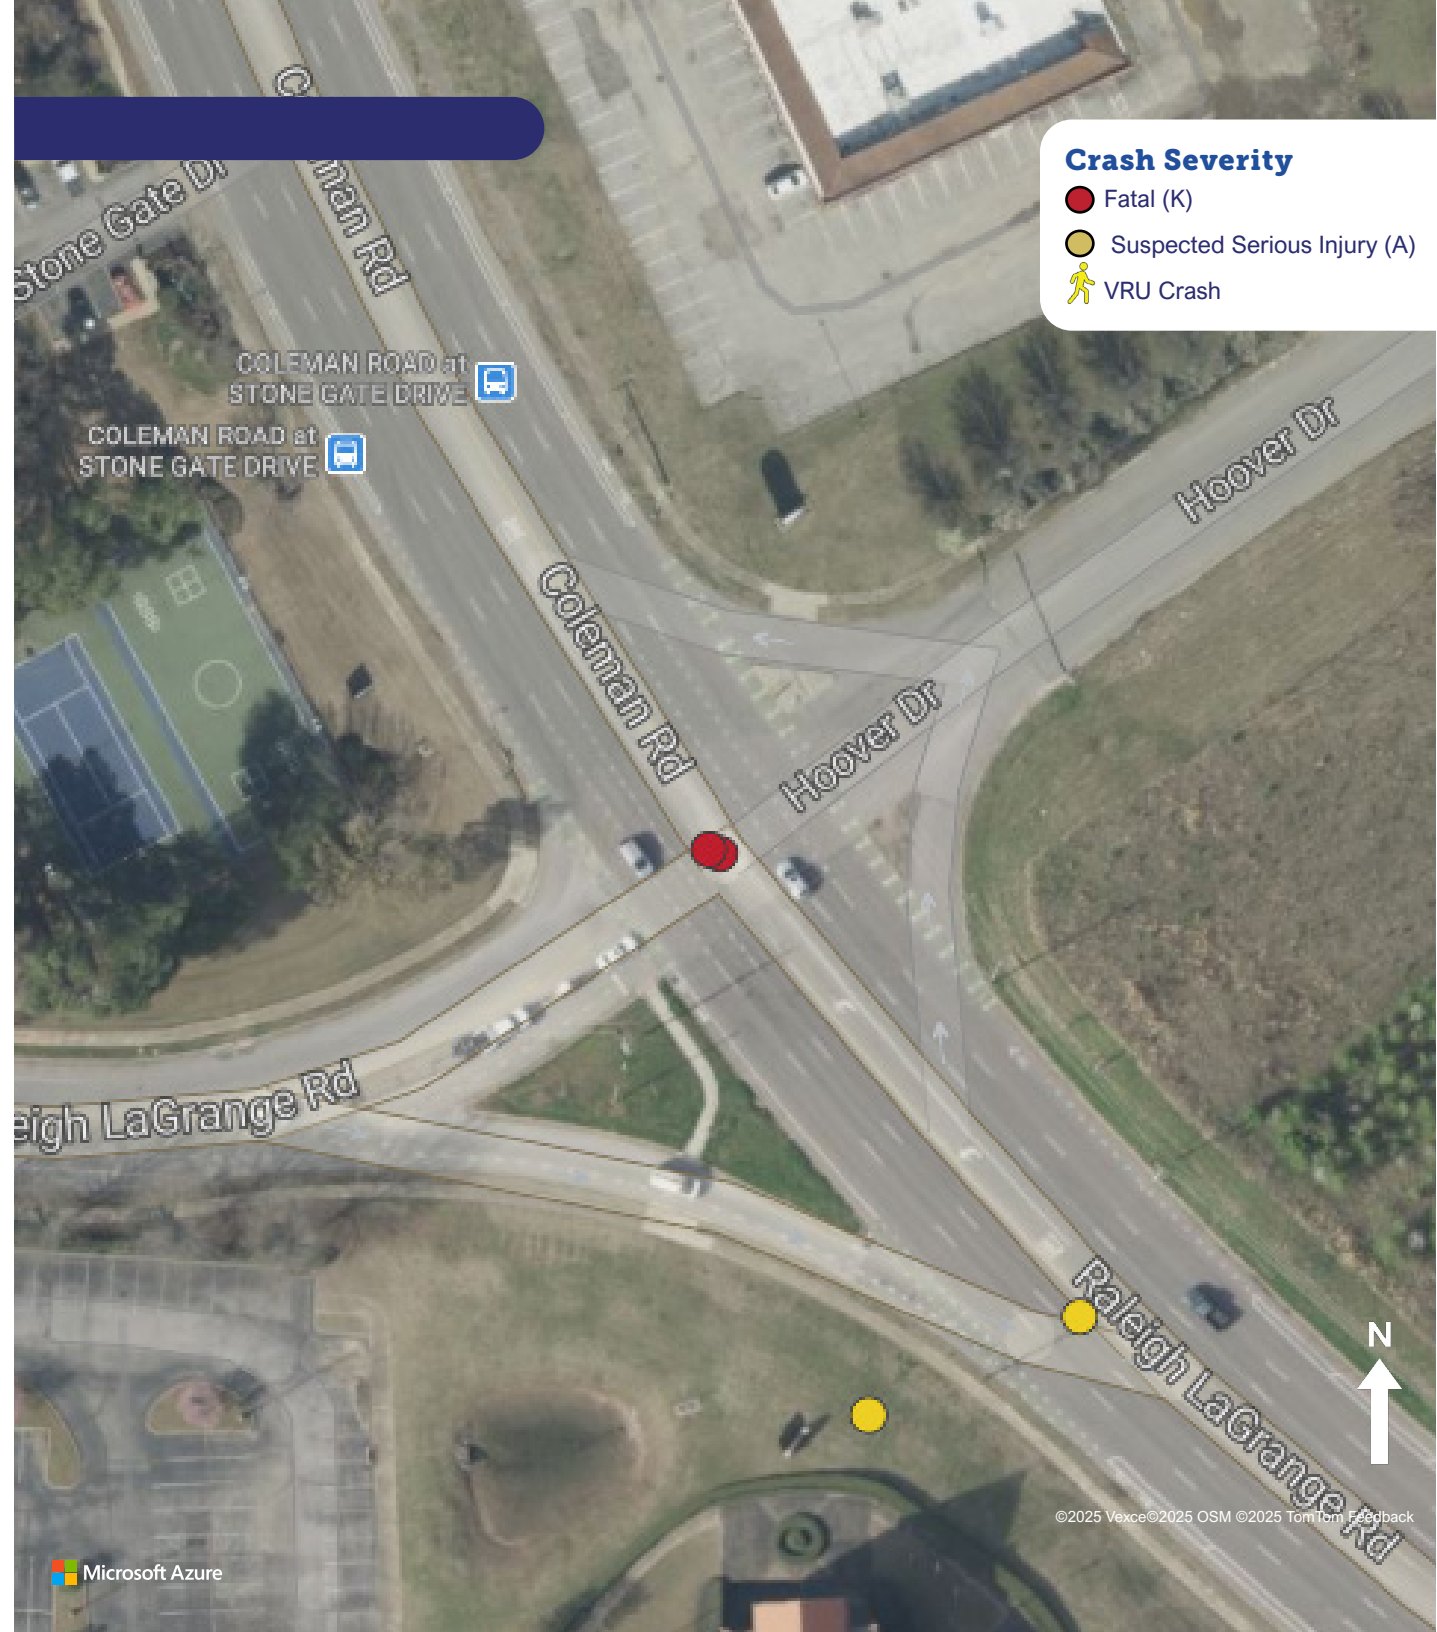 Coleman Rd
Crash Severity
Fatal (K)
Stone Gate Dr
Suspected Serious Injury (A)
VRU Crash
COLEMAN ROAD at
STONE GATE DRIVE
COLEMAN ROAD at
STONE GATE DRIVE
Hoover Dr
Coleman Rd
Hoover Dr
eigh LaGrange Rd
Raleigh LaGrange Rd
N
©2025 Vexce©2025 OSM ©2025 TomTom Feedback
Microsoft Azure